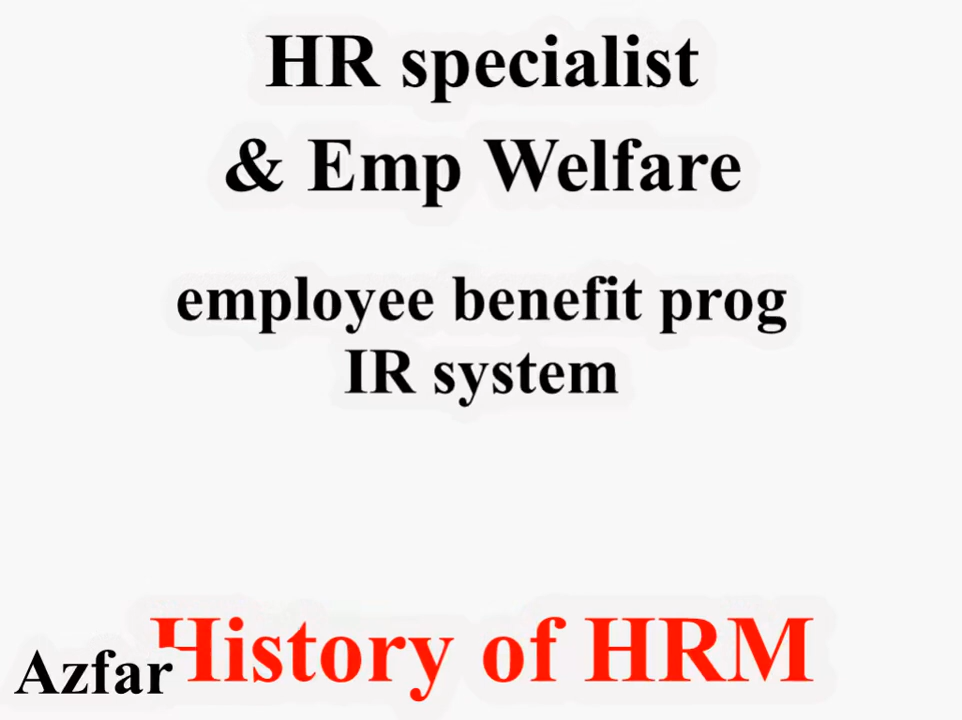 HR specialist
& Emp Welfare
employee benefit prog
IR system
History of HRM
Azfar